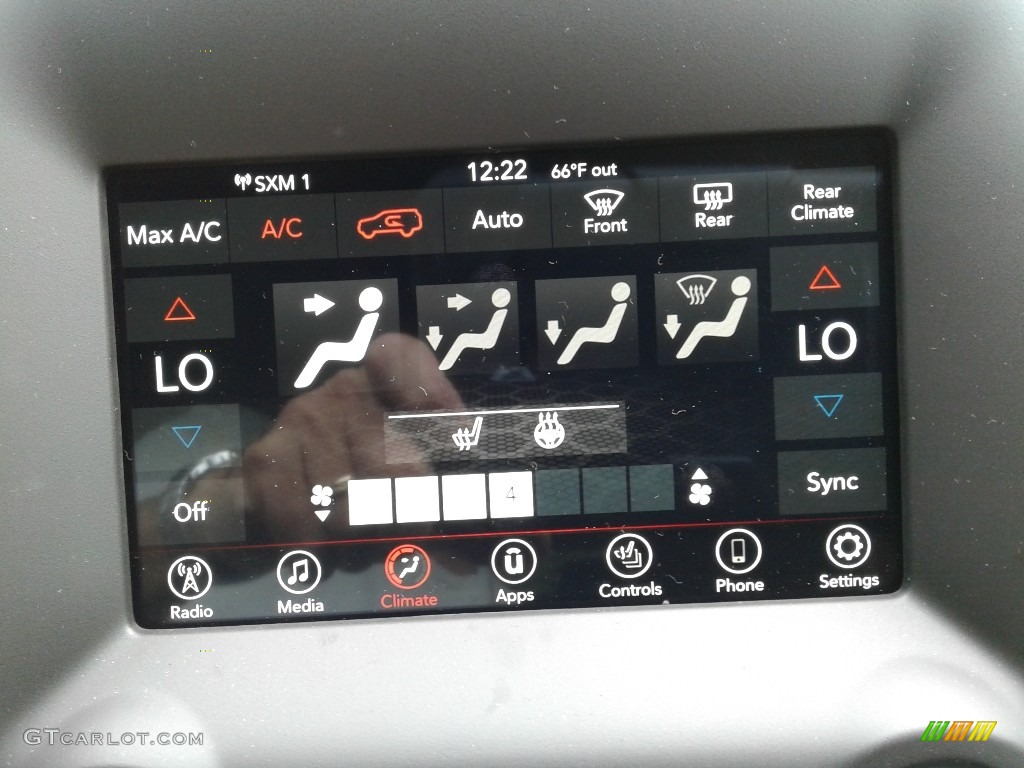 SXM 1 12:22 66°F out
Max A/C A/C Auto Front Rear Rear Climate
LO LO
4
Off Sync
Radio Media Climate Apps Controls Phone Settings
GTCARLOT.COM